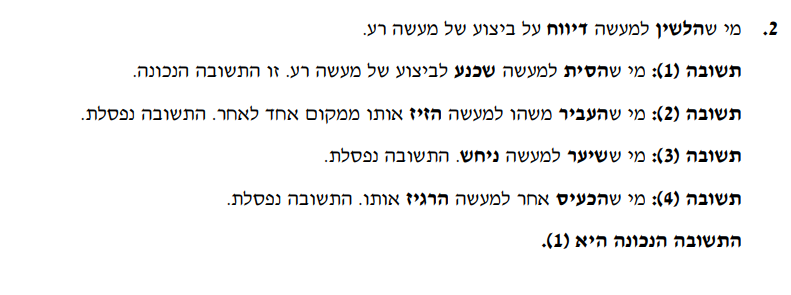 2. מי שהלשין למעשה דיווח על ביצוע של מעשה רע.
תשובה (1): מי שהסית למעשה שכנע לביצוע של מעשה רע. זו התשובה הנכונה.
תשובה (2): מי שהעביר משהו למעשה הזיז אותו ממקום אחד לאחר. התשובה נפסלת.
תשובה (3): מי ששיער למעשה ניחש. התשובה נפסלת.
תשובה (4): מי שהכעיס אחר למעשה הרגיז אותו. התשובה נפסלת.
התשובה הנכונה היא (1).